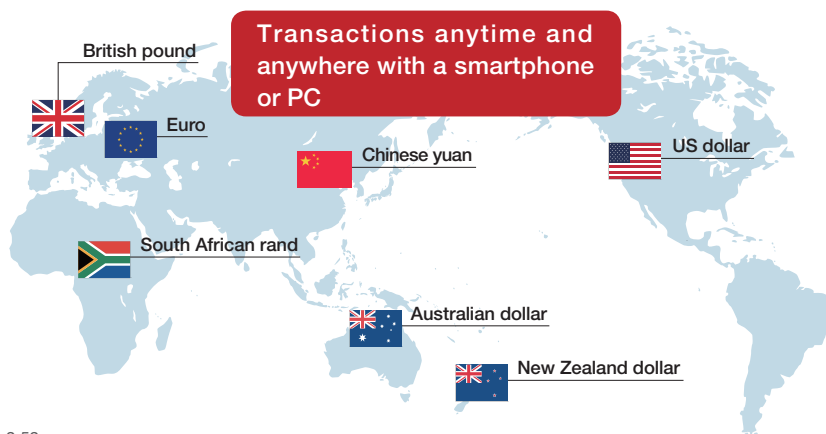 Transactions anytime and
anywhere with a smartphone
or PC
British pound
Euro
Chinese yuan
US dollar
South African rand
Australian dollar
New Zealand dollar